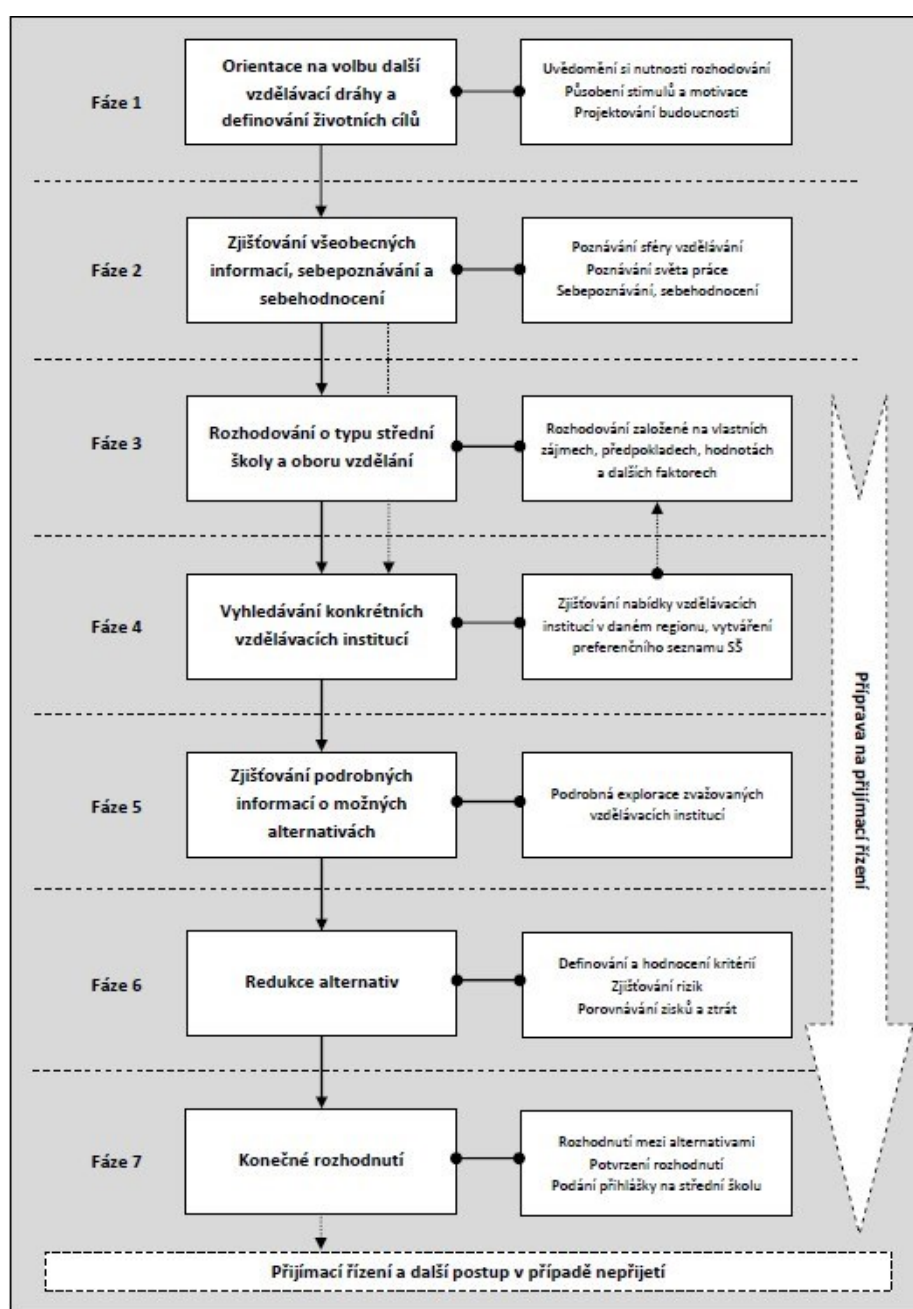 Fáze 1
Orientace na volbu další
vzdělávací dráhy a
definování životních cílů
Uvědomění si nutnosti rozhodování
Působení stimulů a motivace
Projektování budoucnosti
Fáze 2
Zjišťování všeobecných
informací, sebepoznávání a
sebehodnocení
Poznávání sféry vzdělávání
Poznávání světa práce
Sebepoznávání, sebehodnocení
Fáze 3
Rozhodování o typu střední
školy a oboru vzdělání
Rozhodování založené na vlastních
zájmech, předpokladech, hodnotách
a dalších faktorech
Fáze 4
Vyhledávání konkrétních
vzdělávacích institucí
Zjišťování nabídky vzdělávacích
institucí v daném regionu, vytváření
preferenčního seznamu SŠ
Fáze 5
Zjišťování podrobných
informací o možných
alternativách
Podrobná explorace zvažovaných
vzdělávacích institucí
Fáze 6
Redukce alternativ
Definování a hodnocení kritérií
Zjišťování rizik
Porovnávání zisků a ztrát
Fáze 7
Konečné rozhodnutí
Rozhodnutí mezi alternativami
Potvrzení rozhodnutí
Podání přihlášky na střední školu
Příprava na přijímací řízení
Přijímací řízení a další postup v případě nepřijetí